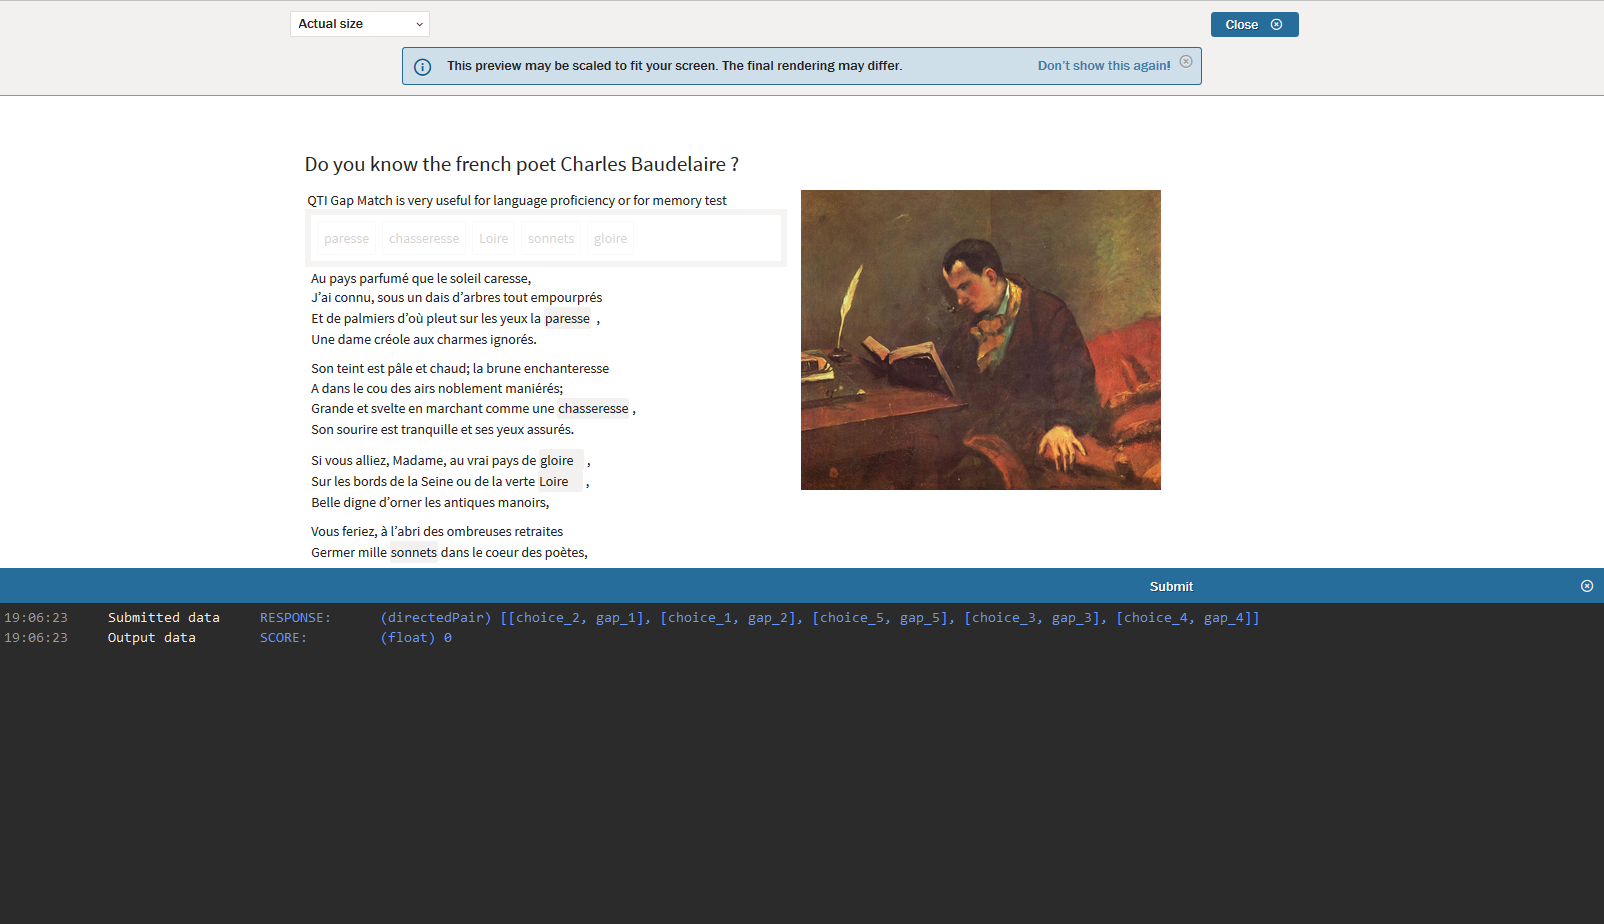 Actual size
Close
This preview may be scaled to fit your screen. The final rendering may differ.
Don't show this again!
Do you know the french poet Charles Baudelaire ?
QTI Gap Match is very useful for language proficiency or for memory test
paresse chasseresse Loire sonnets gloire
Au pays parfumé que le soleil caresse,
J’ai connu, sous un dais d’arbres tout empourprés
Et de palmiers d’où pleut sur les yeux la paresse ,
Une dame créole aux charmes ignorés.
Son teint est pâle et chaud; la brune enchanteresse
A dans le cou des airs noblement maniérés;
Grande et svelte en marchant comme une chasseresse ,
Son sourire est tranquille et ses yeux assurés.
Si vous alliez, Madame, au vrai pays de gloire ,
Sur les bords de la Seine ou de la verte Loire ,
Belle digne d’orner les antiques manoirs,
Vous feriez, à l’abri des ombreuses retraites
Germer mille sonnets dans le coeur des poètes,
Submit
19:06:23 Submitted data RESPONSE: (directedPair) [[choice_2, gap_1], [choice_1, gap_2], [choice_5, gap_5], [choice_3, gap_3], [choice_4, gap_4]]
19:06:23 Output data SCORE: (float) 0